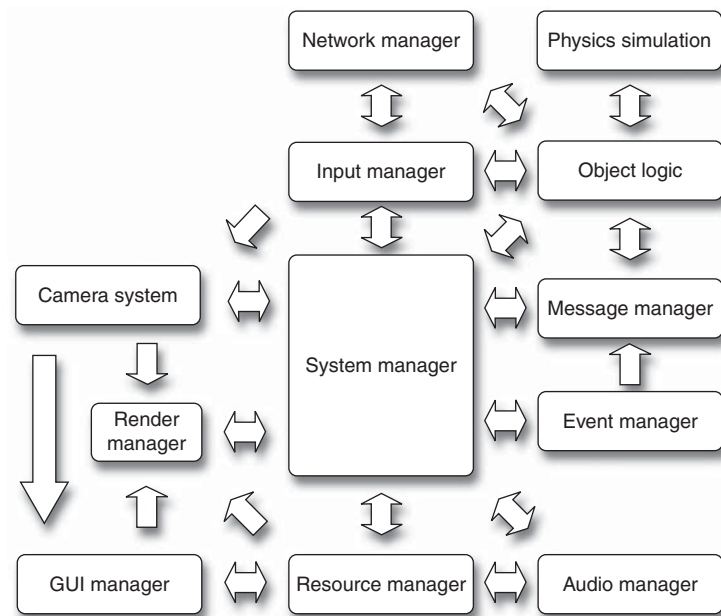 Network manager
Physics simulation
Input manager
Object logic
Camera system
System manager
Message manager
Render
manager
Event manager
GUI manager
Resource manager
Audio manager